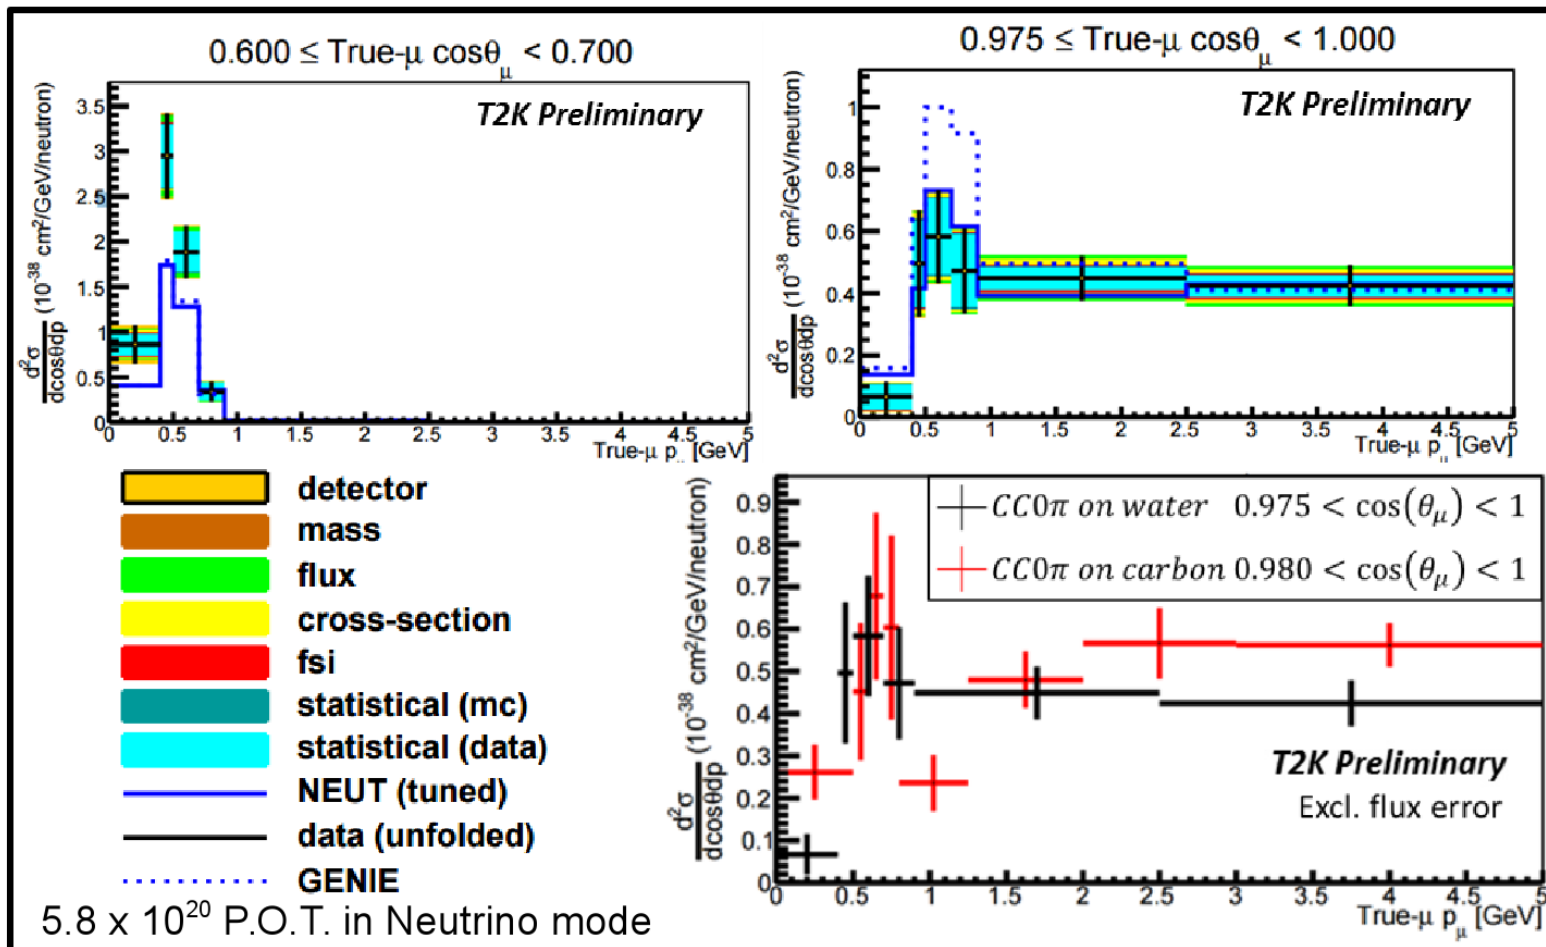 0.600 ≤ True-μ cosθμ < 0.700
T2K Preliminary
d²σ/dcosθdp (10⁻³⁸ cm²/GeV/neutron)
3.5
3
2.5
2
1.5
1
0.5
0
0 0.5 1 1.5 2 2.5 3 3.5 4 4.5 5
True-μ pμ [GeV]
0.975 ≤ True-μ cosθμ < 1.000
T2K Preliminary
d²σ/dcosθdp (10⁻³⁸ cm²/GeV/neutron)
1
0.8
0.6
0.4
0.2
0
0 0.5 1 1.5 2 2.5 3 3.5 4 4.5 5
True-μ pμ [GeV]
detector
mass
flux
cross-section
fsi
statistical (mc)
statistical (data)
NEUT (tuned)
data (unfolded)
GENIE
5.8 x 10²⁰ P.O.T. in Neutrino mode
CC0π on water 0.975 < cos(θμ) < 1
CC0π on carbon 0.980 < cos(θμ) < 1
T2K Preliminary
Excl. flux error
d²σ/dcosθdp (10⁻³⁸ cm²/GeV/neutron)
0.9
0.8
0.7
0.6
0.5
0.4
0.3
0.2
0.1
0
0 0.5 1 1.5 2 2.5 3 3.5 4 4.5 5
True-μ pμ [GeV]